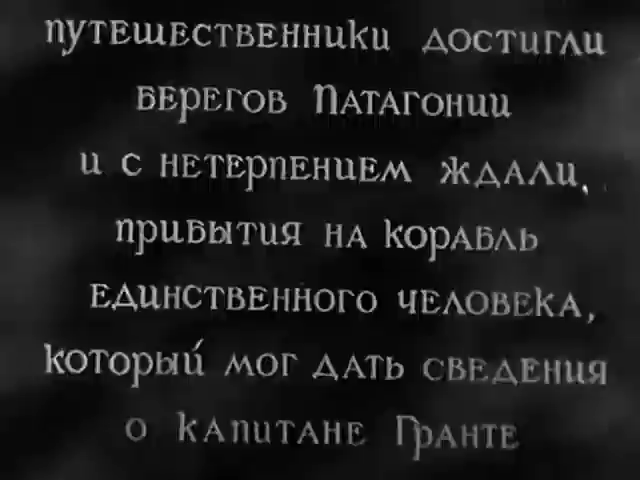 путешественники достигли
берегов Патагонии
и с нетерпением ждали,
прибытия на корабль
единственного человека,
который мог дать сведения
о капитане Гранте